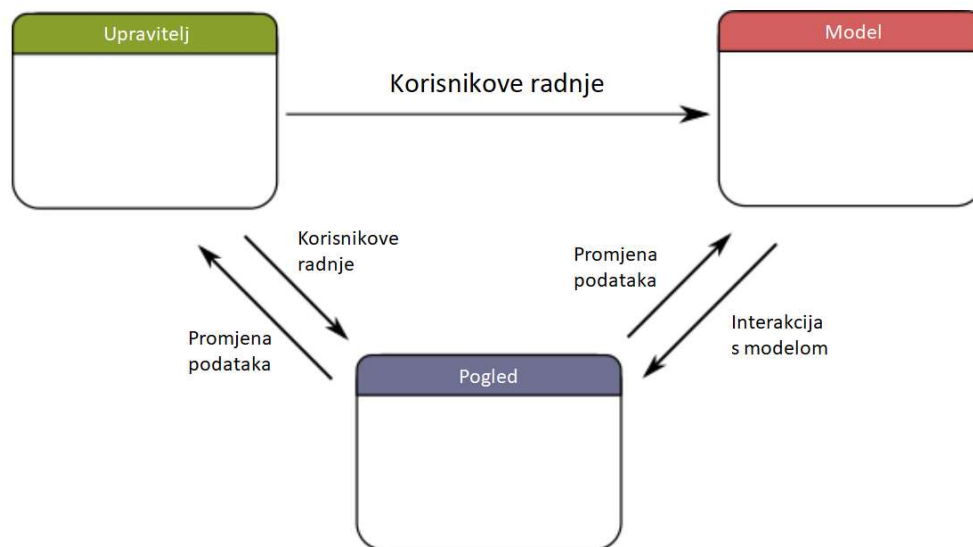 Upravitelj
Model
Korisnikove radnje
Korisnikove
radnje
Promjena
podataka
Promjena
podataka
Interakcija
s modelom
Pogled